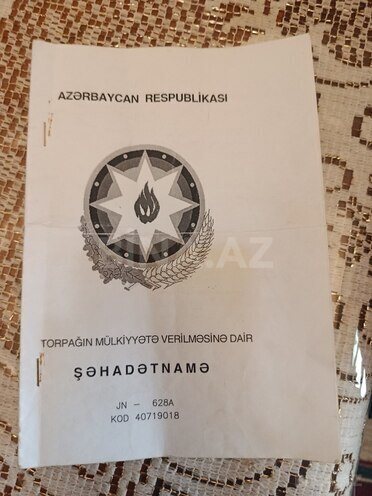 AZƏRBAYCAN RESPUBLİKASI
TORPAĞIN MÜLKİYYƏTƏ VERİLMƏSİNƏ DAİR
ŞƏHADƏTNAMƏ
JN – 628A
KOD 40719018